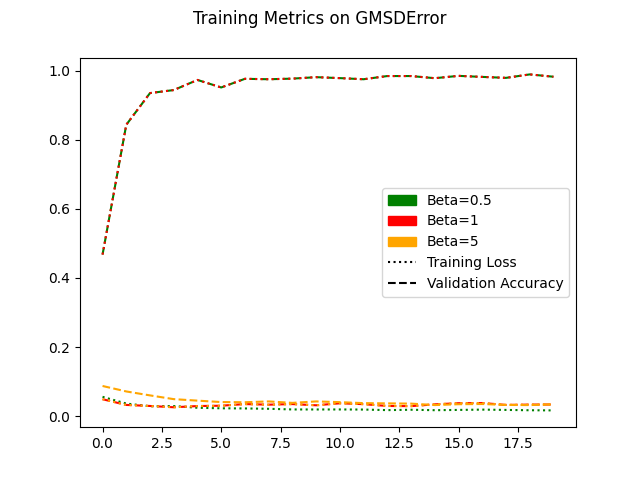 Training Metrics on GMSDError
1.0
0.8
0.6
0.4
0.2
0.0
Beta=0.5
Beta=1
Beta=5
Training Loss
Validation Accuracy
0.0 2.5 5.0 7.5 10.0 12.5 15.0 17.5